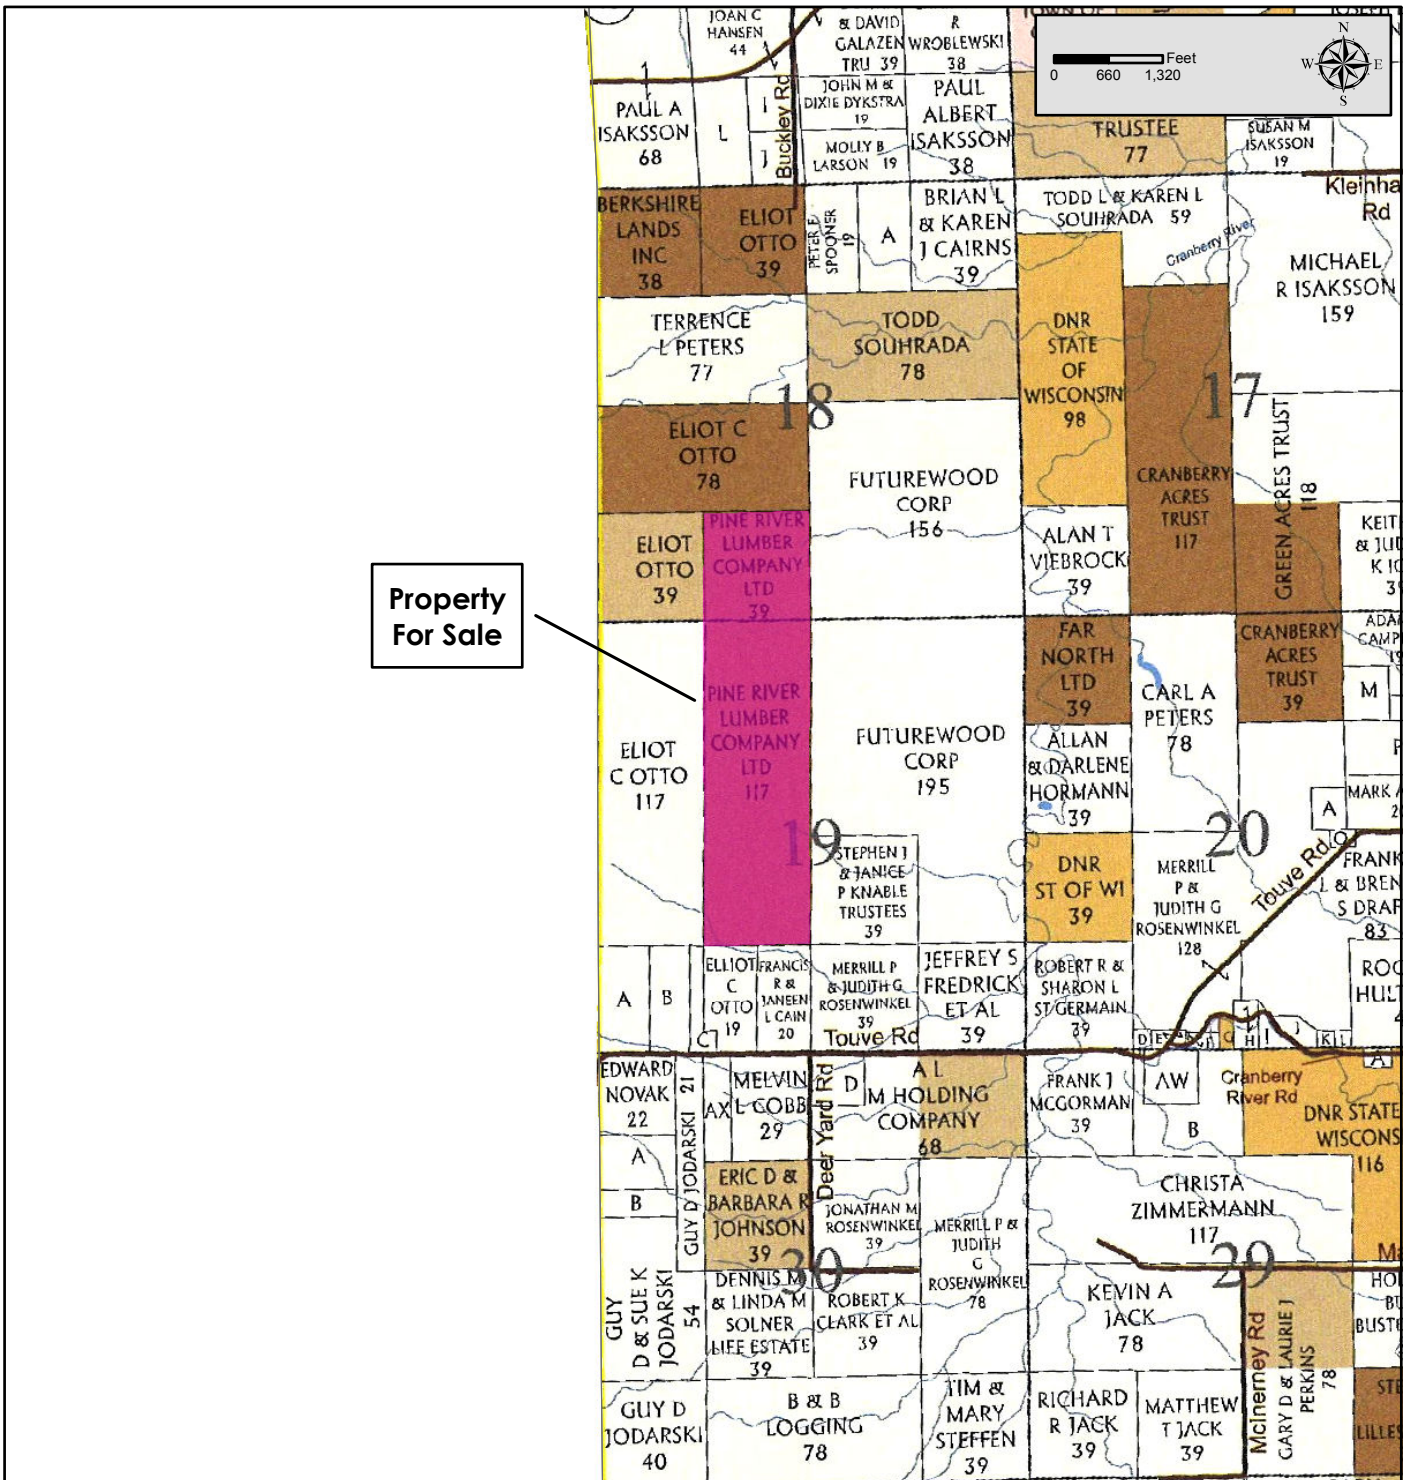 JOAN C
HANSEN
44
& DAVID
GALAZEN
TRU 39
R
WROBLEWSKI
38
TOWN OF
N
W
E
S
Feet
0
660
1,320
PAUL A
ISAKSSON
68
L
I
J
Buckley Rd
JOHN M &
DIXIE DYKSTRA
19
MOLLY B
LARSON 19
PAUL
ALBERT
ISAKSSON
38
TRUSTEE
77
SUSAN M
ISAKSSON
19
Kleinha
Rd
BERKSHIRE
LANDS
INC
38
ELIOT
OTTO
39
PETER E
SPOONER
19
A
BRIAN L
& KAREN
J CAIRNS
39
TODD L & KAREN L
SOUHRADA 59
Cranberry River
MICHAEL
R ISAKSSON
159
TERRENCE
L PETERS
77
TODD
SOUHRADA
78
DNR
STATE
OF
WISCONSIN
98
18
17
ELIOT C
OTTO
78
FUTUREWOOD
CORP
156
CRANBERRY
ACRES
TRUST
117
GREEN ACRES TRUST
118
ELIOT
OTTO
39
PINE RIVER
LUMBER
COMPANY
LTD
39
ALAN T
VIEBROCK
39
Property
For Sale
ELIOT
C OTTO
117
PINE RIVER
LUMBER
COMPANY
LTD
117
FUTUREWOOD
CORP
195
FAR
NORTH
LTD
39
CARL A
PETERS
78
CRANBERRY
ACRES
TRUST
39
M
ALLAN
& DARLENE
HORMANN
39
A
MARK A
19
20
STEPHEN J
& JANICE
P KNABLE
TRUSTEES
39
DNR
ST OF WI
39
MERRILL
P &
JUDITH G
ROSENWINKEL
128
Touve Rd
FRANK
L & BREN
S DRAF
83
A
B
ELLIOT
C
OTTO
19
C
FRANCIS
R &
JANEEN
L CAIN
20
MERRILL P
& JUDITH G
ROSENWINKEL
39
JEFFREY S
FREDRICK
ET AL
39
ROBERT R &
SHARON L
ST GERMAIN
39
ROC
HULT
D
E
F
G
H
1
I
J
K
L
Touve Rd
EDWARD
NOVAK
22
GUY D JODARSKI 21
AX
MELVIN
L COBB
29
Deer Yard Rd
D
A L
M HOLDING
COMPANY
68
FRANK J
MCGORMAN
39
AW
B
Cranberry
River Rd
A
DNR STATE
WISCONS
116
A
B
ERIC D &
BARBARA R
JOHNSON
39
JONATHAN M
ROSENWINKEL
39
MERRILL P &
JUDITH
G
ROSENWINKEL
78
CHRISTA
ZIMMERMANN
117
30
29
GUY
D & SUE K
JODARSKI
54
DENNIS M
& LINDA M
SOLNER
LIFE ESTATE
39
ROBERT K
CLARK ET AL
39
KEVIN A
JACK
78
McInerney Rd
GARY D & LAURIE J
PERKINS
78
BUST
GUY D
JODARSKI
40
B & B
LOGGING
78
TIM &
MARY
STEFFEN
39
RICHARD
R JACK
39
MATTHEW
T JACK
39
LILLES